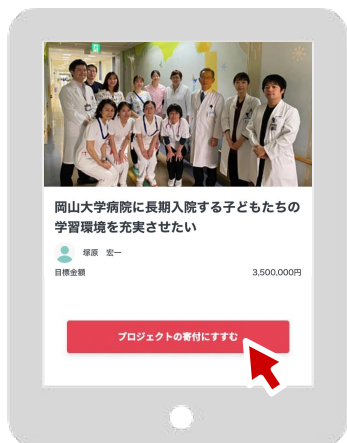 岡山大学病院に長期入院する子どもたちの
学習環境を充実させたい
塚原 宏一
目標金額 3,500,000円
プロジェクトの寄付にすすむ